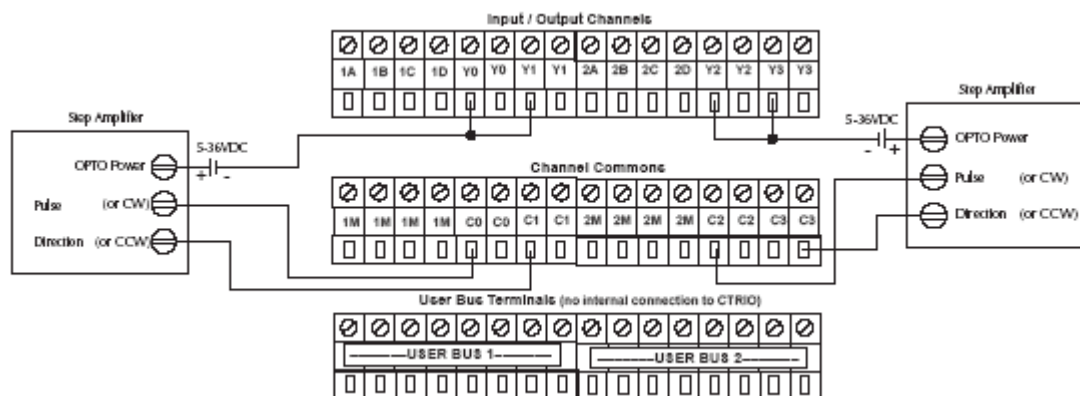 Input / Output Channels
1A 1B 1C 1D Y0 Y0 Y1 Y1 2A 2B 2C 2D Y2 Y2 Y3 Y3
Step Amplifier
5-36VDC
+ -
OPTO Power
Pulse (or CW)
Direction (or CCW)
Step Amplifier
5-36VDC
- +
OPTO Power
Pulse (or CW)
Direction (or CCW)
Channel Commons
1M 1M 1M 1M C0 C0 C1 C1 2M 2M 2M 2M C2 C2 C3 C3
User Bus Terminals (no internal connection to CTRIO)
USER BUS 1
USER BUS 2